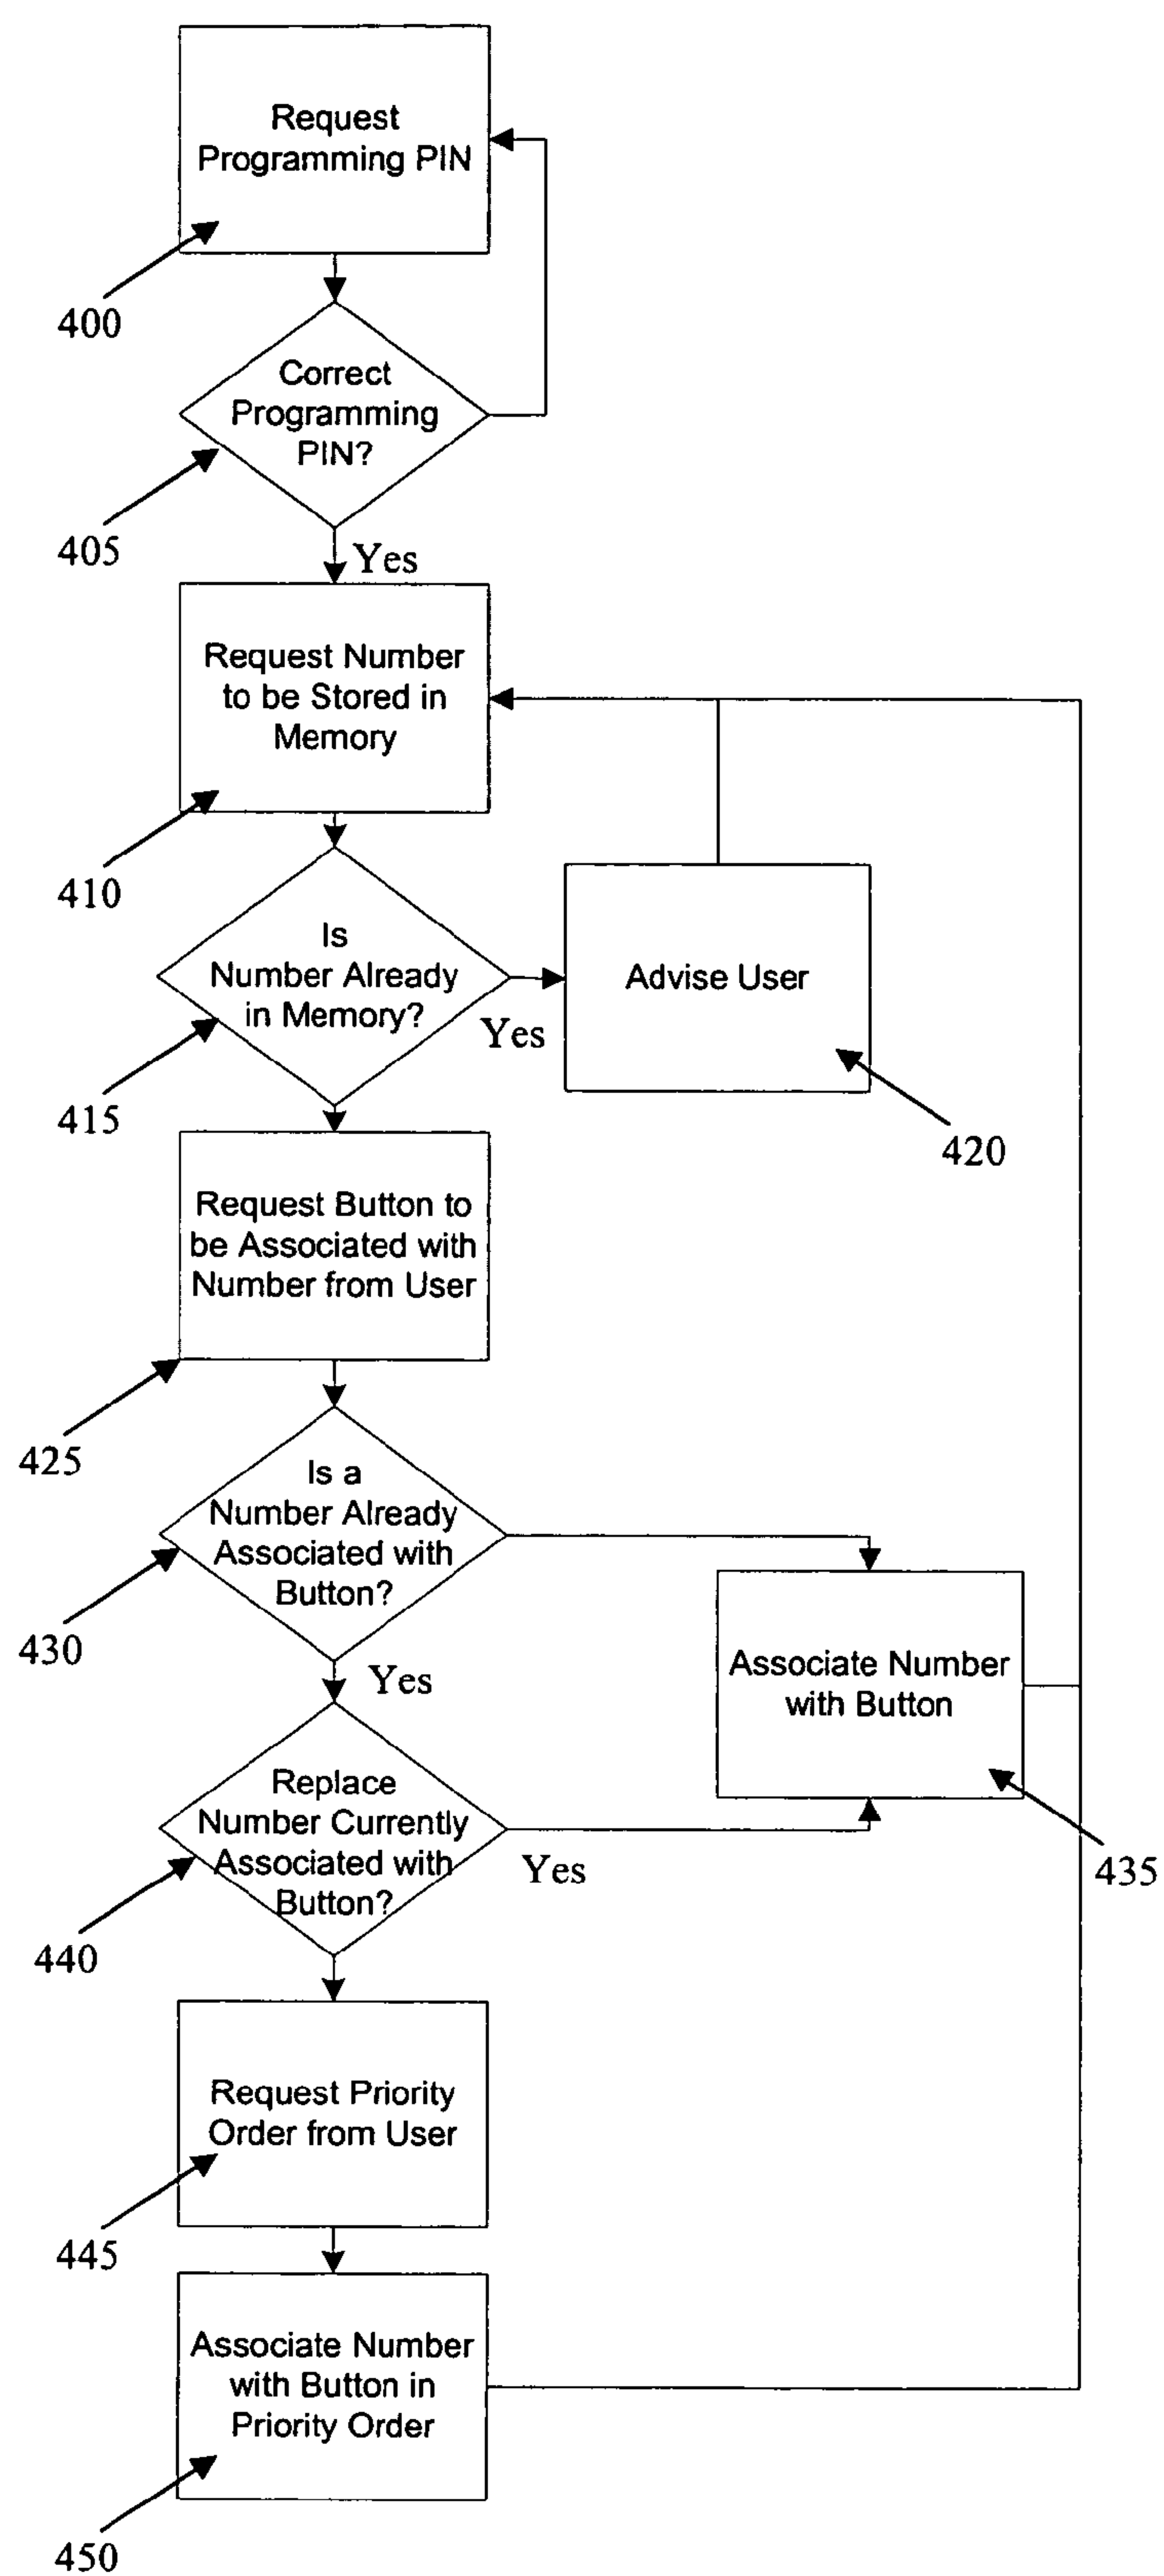 Request
Programming PIN
400
Correct
Programming
PIN?
405
Yes
Request Number
to be Stored in
Memory
410
Is
Number Already
in Memory?
Yes
415
Advise User
420
Request Button to
be Associated with
Number from User
425
Is a
Number Already
Associated with
Button?
430
Yes
Associate Number
with Button
435
Replace
Number Currently
Associated with
Button?
Yes
440
Request Priority
Order from User
445
Associate Number
with Button in
Priority Order
450